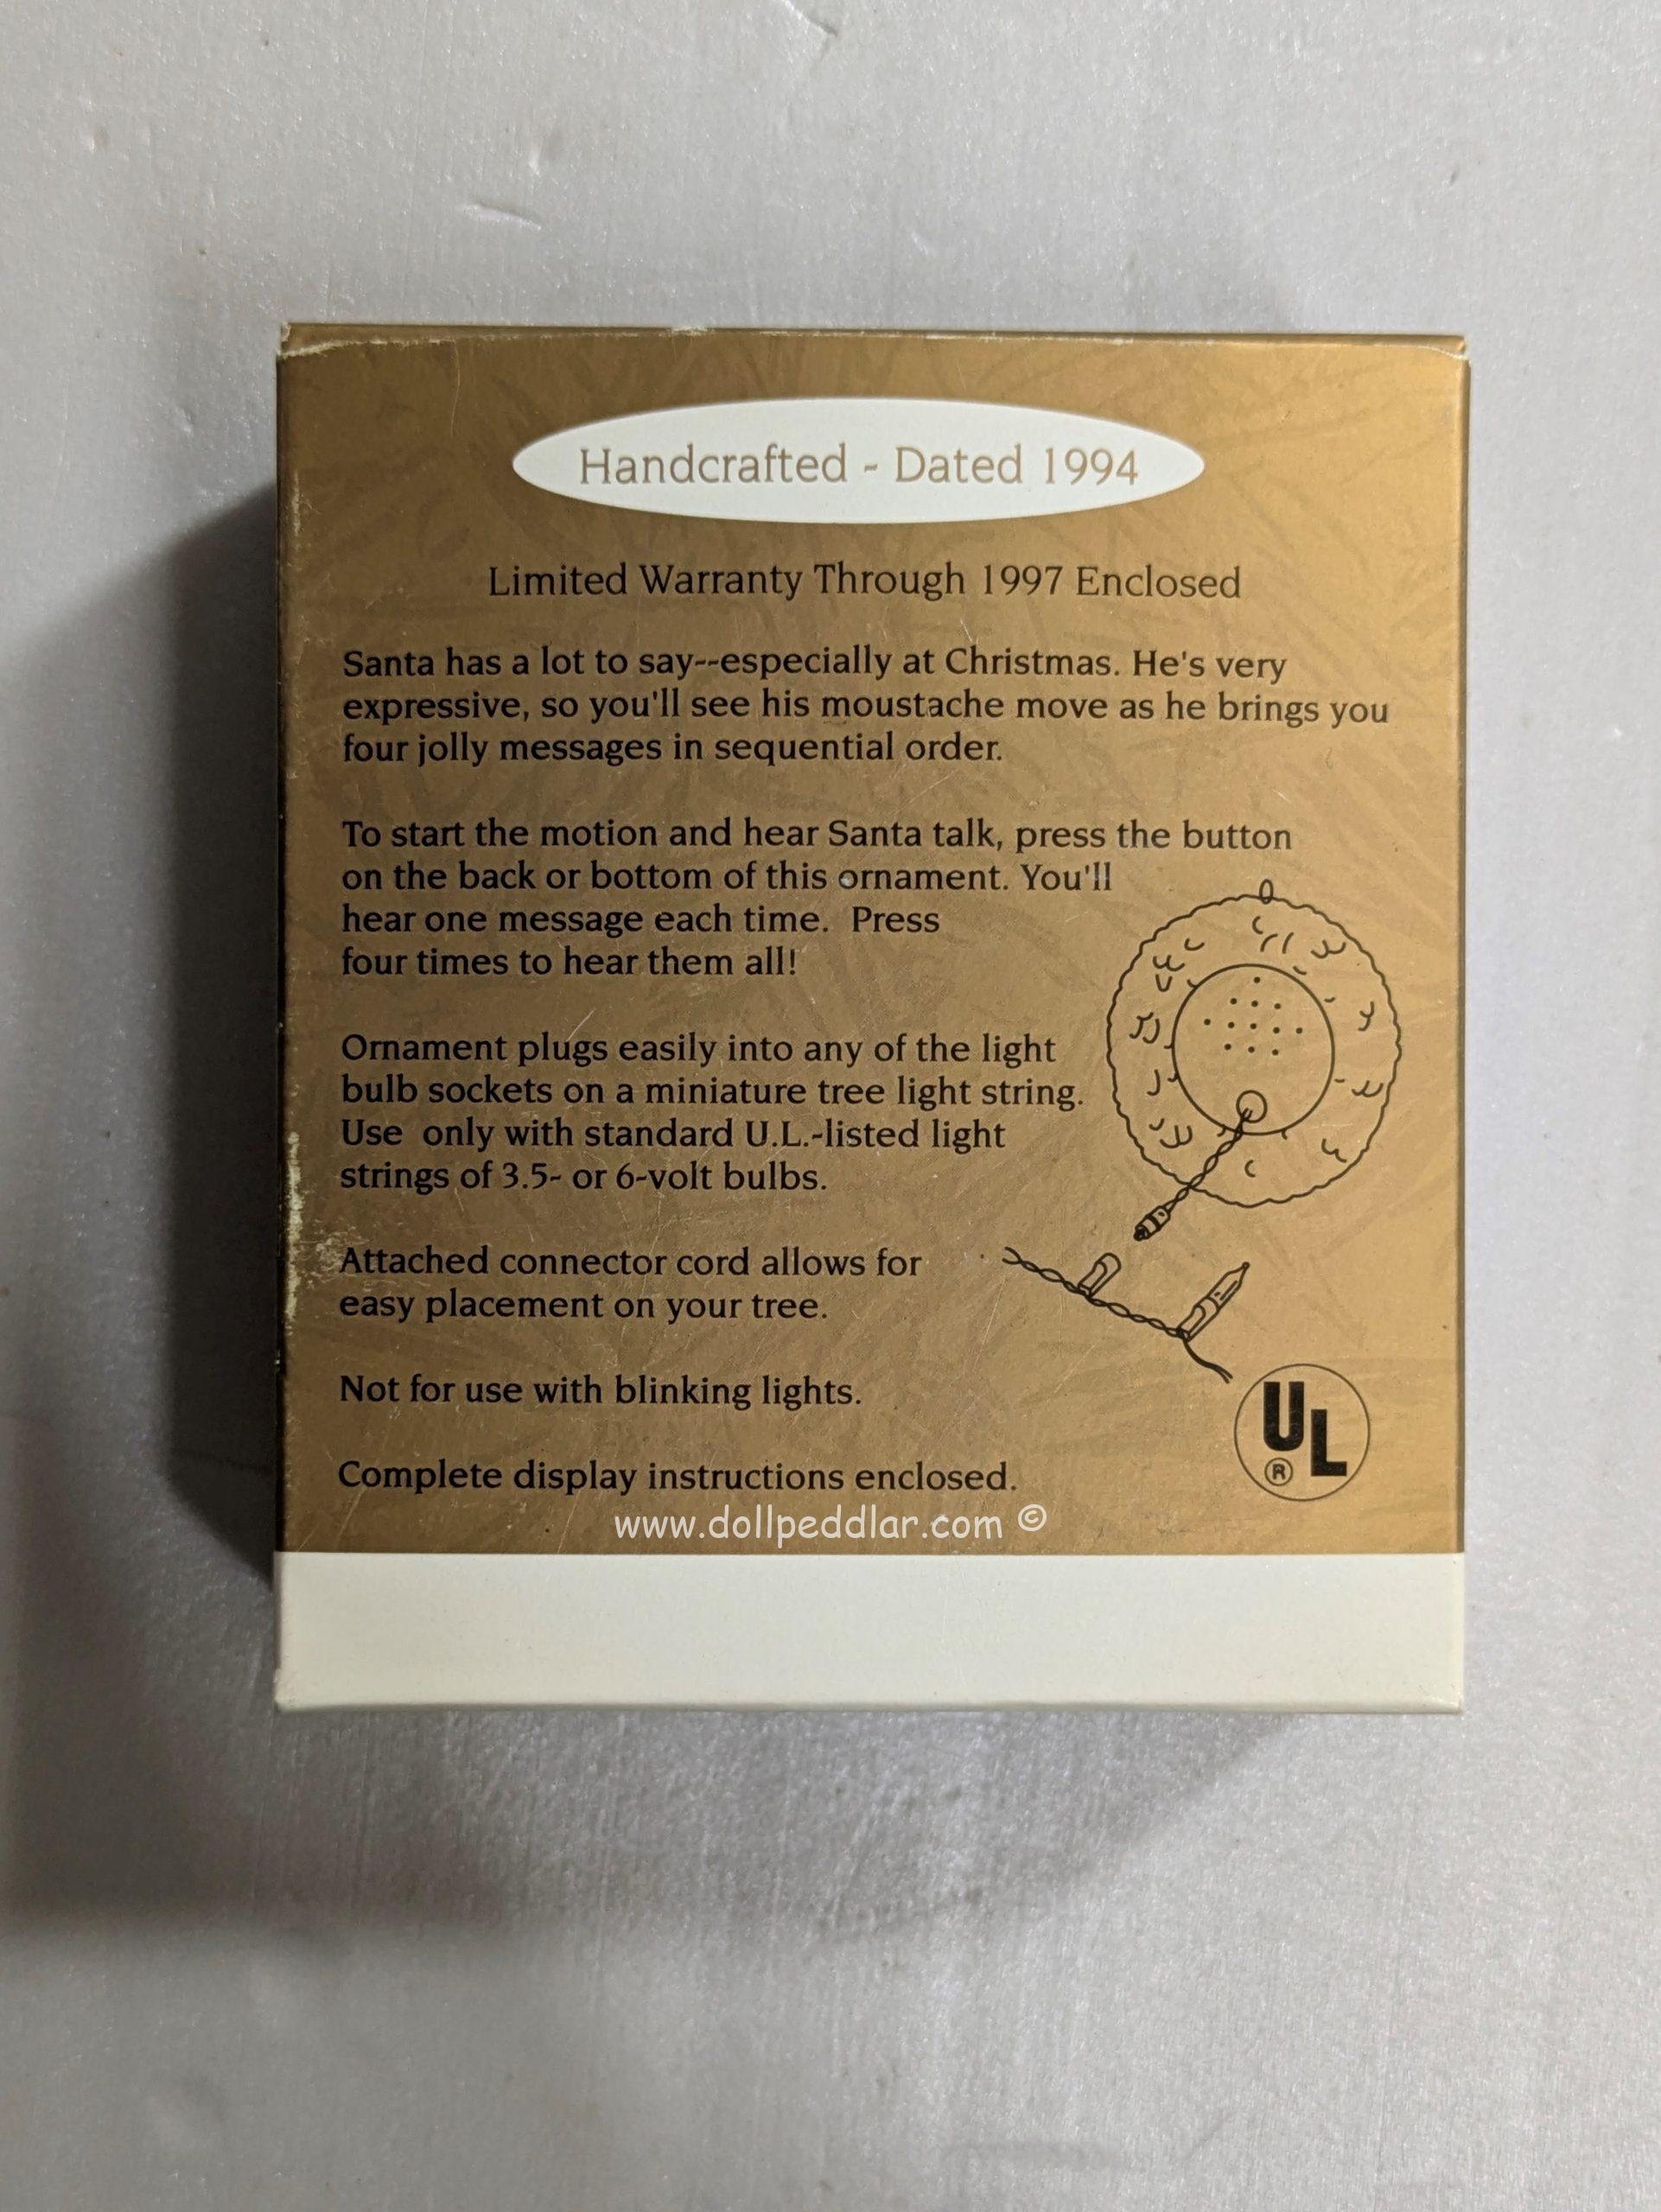 Handcrafted - Dated 1994
Limited Warranty Through 1997 Enclosed
Santa has a lot to say--especially at Christmas. He's very
expressive, so you'll see his moustache move as he brings you
four jolly messages in sequential order.
To start the motion and hear Santa talk, press the button
on the back or bottom of this ornament. You'll
hear one message each time.  Press
four times to hear them all!
Ornament plugs easily into any of the light
bulb sockets on a miniature tree light string.
Use  only with standard U.L.-listed light
strings of 3.5- or 6-volt bulbs.
Attached connector cord allows for
easy placement on your tree.
Not for use with blinking lights.
UL
®
Complete display instructions enclosed.
www.dollpeddlar.com ©